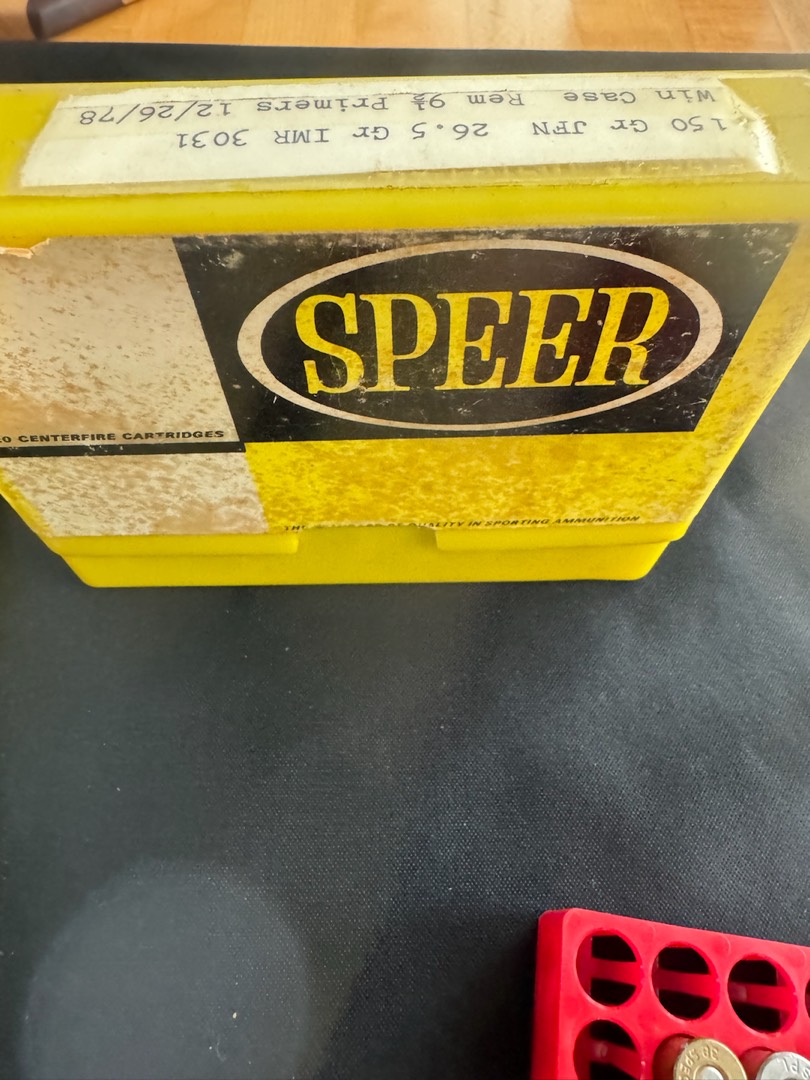 150 Gr JFN 26.5 Gr IMR 3031
Win Case Rem 9½ Primers 12/26/78
SPEER
20 CENTERFIRE CARTRIDGES
QUALITY IN SPORTING AMMUNITION